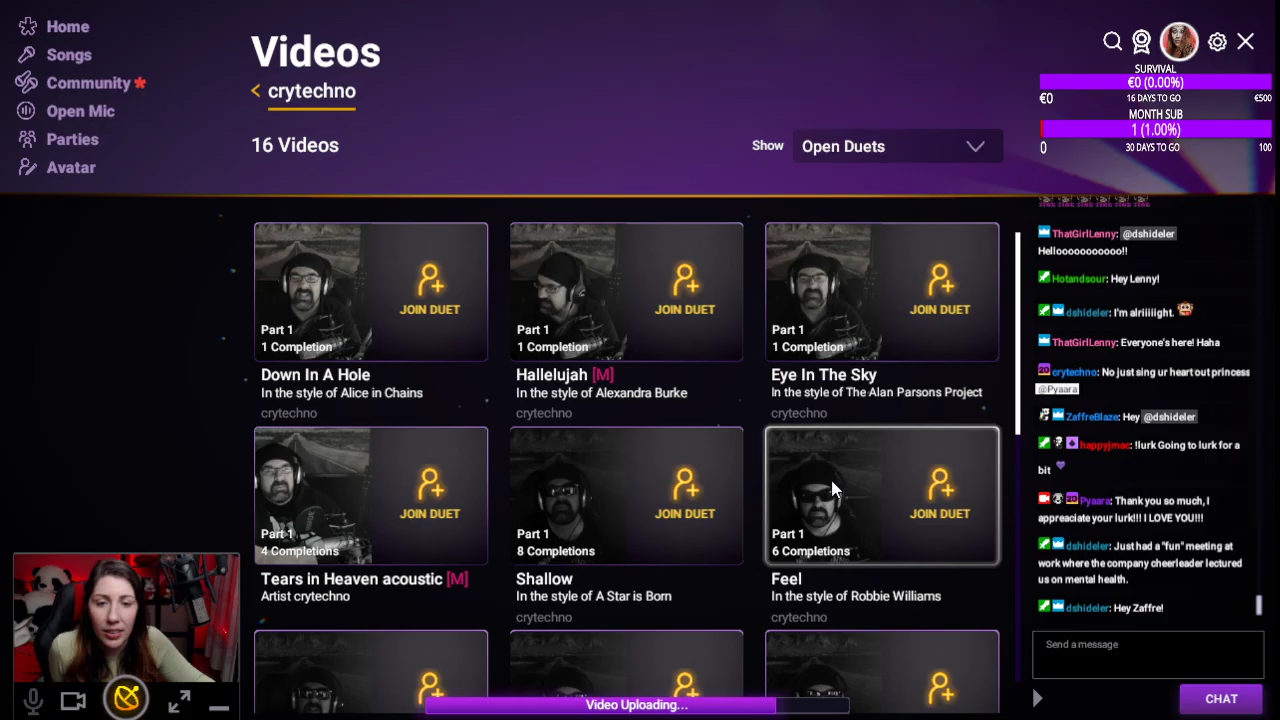 Home
Songs
Community *
Open Mic
Parties
Avatar
Videos
< crytechno
16 Videos
Show
Open Duets
SURVIVAL
€0 (0.00%)
€0
16 DAYS TO GO
€500
MONTH SUB
1 (1.00%)
0
30 DAYS TO GO
100
JOIN DUET
Part 1
1 Completion
Down In A Hole
In the style of Alice in Chains
crytechno
JOIN DUET
Part 1
1 Completion
Hallelujah [M]
In the style of Alexandra Burke
crytechno
JOIN DUET
Part 1
1 Completion
Eye In The Sky
In the style of The Alan Parsons Project
crytechno
JOIN DUET
Part 1
4 Completions
Tears in Heaven acoustic [M]
Artist crytechno
JOIN DUET
Part 1
8 Completions
Shallow
In the style of A Star is Born
crytechno
JOIN DUET
Part 1
6 Completions
Feel
In the style of Robbie Williams
crytechno
Video Uploading...
ThatGirlLenny: @dshideler
Hellooooooooooo!!
Hotandsour: Hey Lenny!
dshideler: I'm alriiiiight.
ThatGirlLenny: Everyone's here! Haha
20 crytechno: No just sing ur heart out princess
@Pyaara
ZaffreBlaze: Hey @dshideler
happyjmac: !lurk Going to lurk for a
bit
20 Pyaara: Thank you so much, I
appreaciate your lurk!!! I LOVE YOU!!!
dshideler: Just had a "fun" meeting at
work where the company cheerleader lectured
us on mental health.
dshideler: Hey Zaffre!
Send a message
CHAT